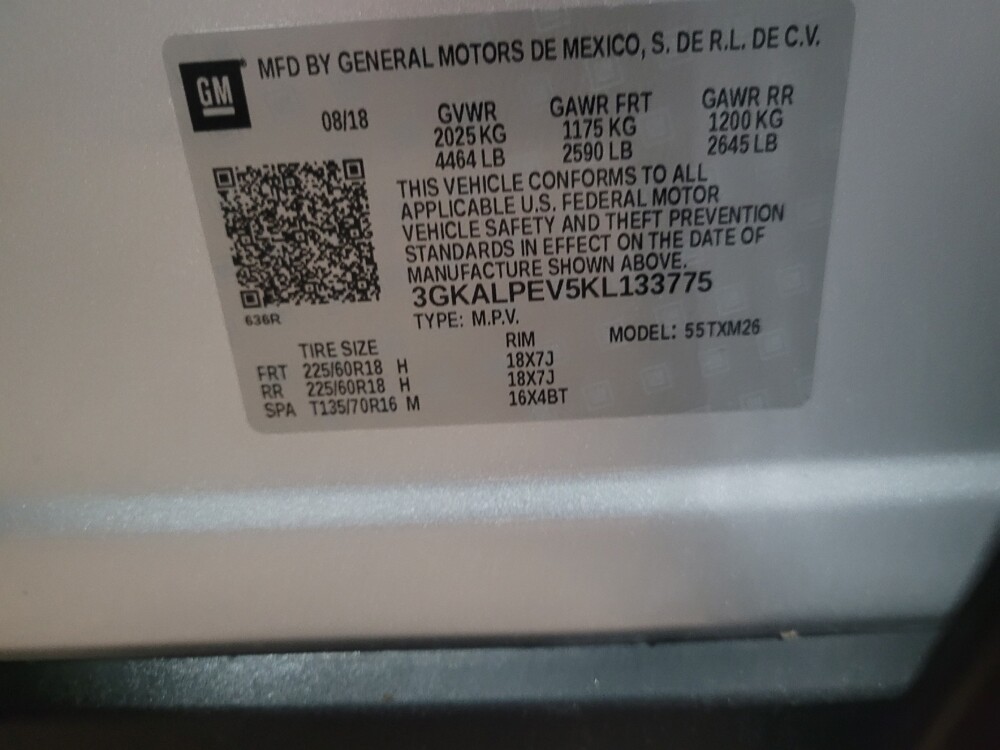 GM
MFD BY GENERAL MOTORS DE MEXICO, S. DE R.L. DE C.V.
08/18 GVWR GAWR FRT GAWR RR
2025 KG 1175 KG 1200 KG
4464 LB 2590 LB 2645 LB
THIS VEHICLE CONFORMS TO ALL
APPLICABLE U.S. FEDERAL MOTOR
VEHICLE SAFETY AND THEFT PREVENTION
STANDARDS IN EFFECT ON THE DATE OF
MANUFACTURE SHOWN ABOVE.
3GKALPEV5KL133775
636R
TYPE: M.P.V. MODEL: 55TXM26
TIRE SIZE RIM
FRT 225/60R18 H 18X7J
RR 225/60R18 H 18X7J
SPA T135/70R16 M 16X4BT